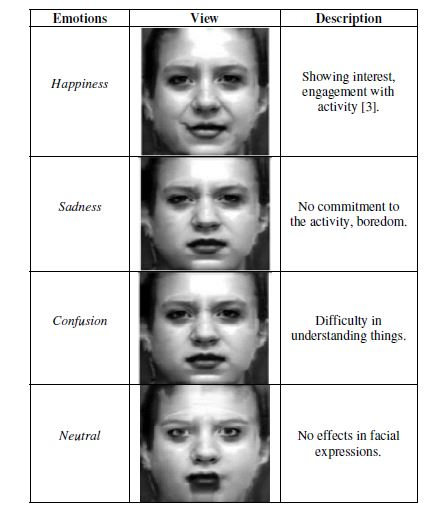 Emotions View Description
Happiness
Showing interest,
engagement with
activity [3].
Sadness
No commitment to
the activity, boredom.
Confusion
Difficulty in
understanding things.
Neutral
No effects in facial
expressions.